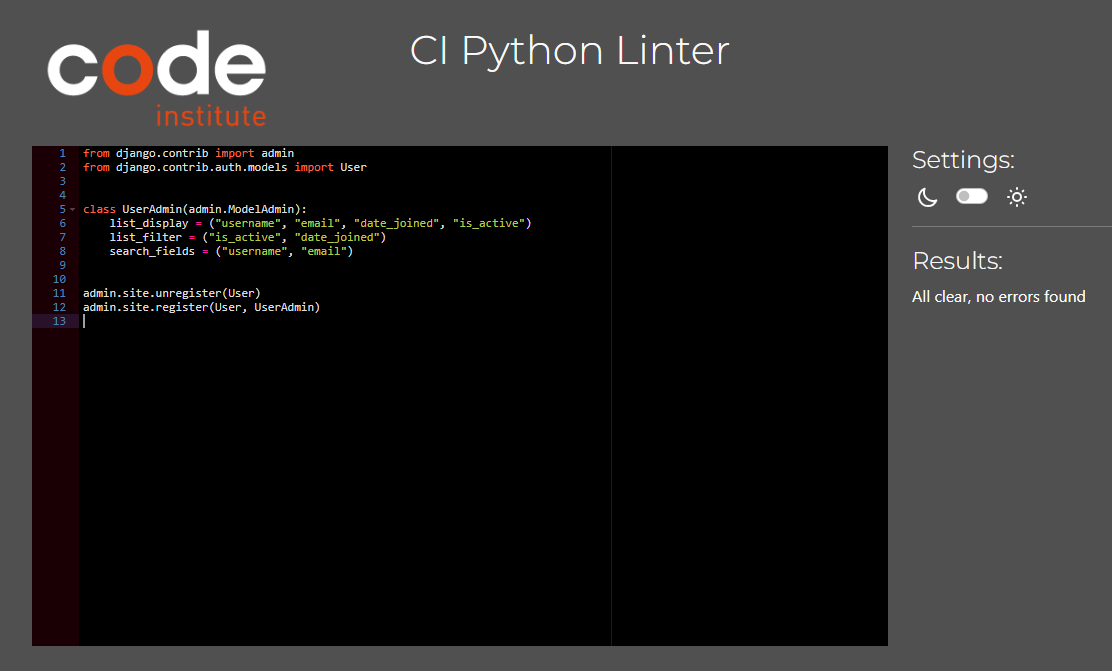 code
institute
CI Python Linter
1 from django.contrib import admin
2 from django.contrib.auth.models import User
3
4
5 class UserAdmin(admin.ModelAdmin):
6     list_display = ("username", "email", "date_joined", "is_active")
7     list_filter = ("is_active", "date_joined")
8     search_fields = ("username", "email")
9
10
11 admin.site.unregister(User)
12 admin.site.register(User, UserAdmin)
13
Settings:
Results:
All clear, no errors found